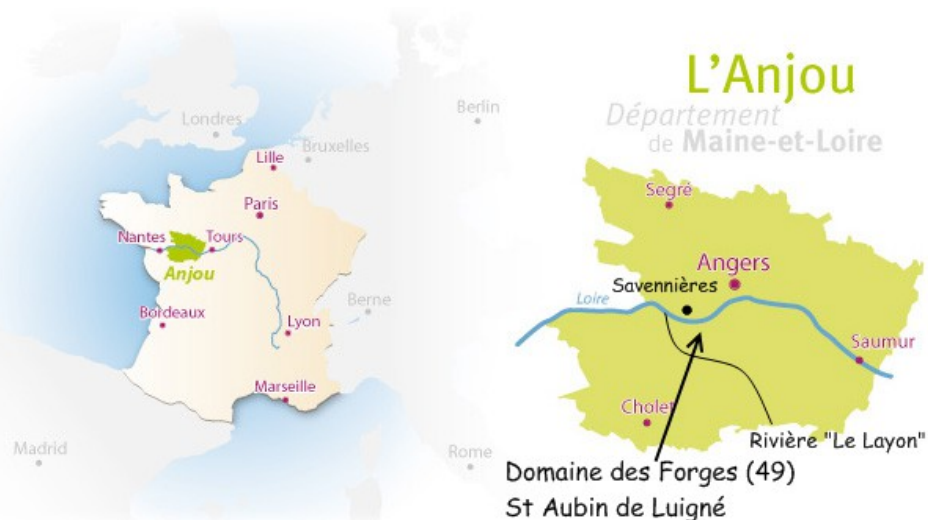 Londres
Berlin
Bruxelles
Lille
Paris
Nantes
Tours
Anjou
Berne
Bordeaux
Lyon
Marseille
Madrid
Rome
L'Anjou
Département
de Maine-et-Loire
Segré
Angers
Savennières
Loire
Saumur
Cholet
Rivière "Le Layon"
Domaine des Forges (49)
St Aubin de Luigné